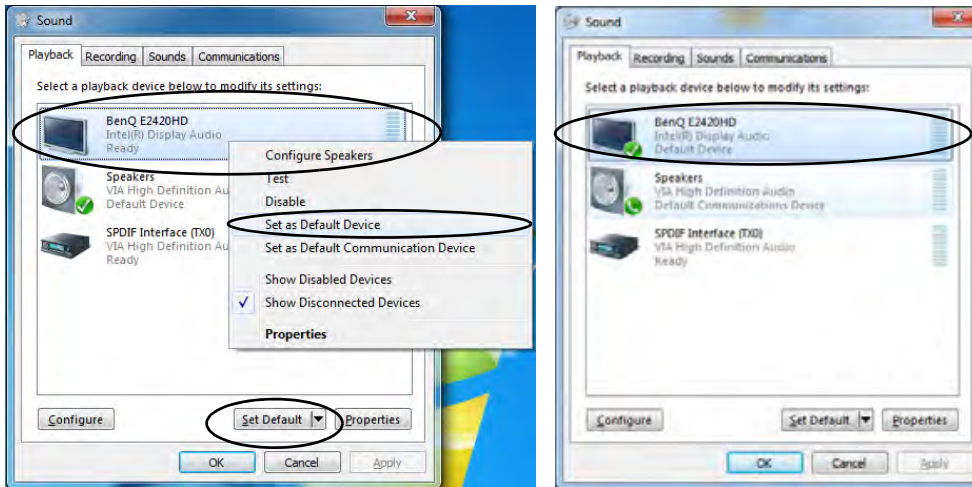 Sound
Playback Recording Sounds Communications
Select a playback device below to modify its settings:
BenQ E2420HD
Intel(R) Display Audio
Ready
Speakers
VIA High Definition Au
Default Device
SPDIF Interface (TX0)
VIA High Definition Au
Ready
Configure Speakers
Test
Disable
Set as Default Device
Set as Default Communication Device
Show Disabled Devices
Show Disconnected Devices
Properties
Configure Set Default Properties
OK Cancel Apply
Sound
Playback Recording Sounds Communications
Select a playback device below to modify its settings:
BenQ E2420HD
Intel(R) Display Audio
Default Device
Speakers
VIA High Definition Audio
Default Communications Device
SPDIF Interface (TX0)
VIA High Definition Audio
Ready
Configure Set Default Properties
OK Cancel Apply